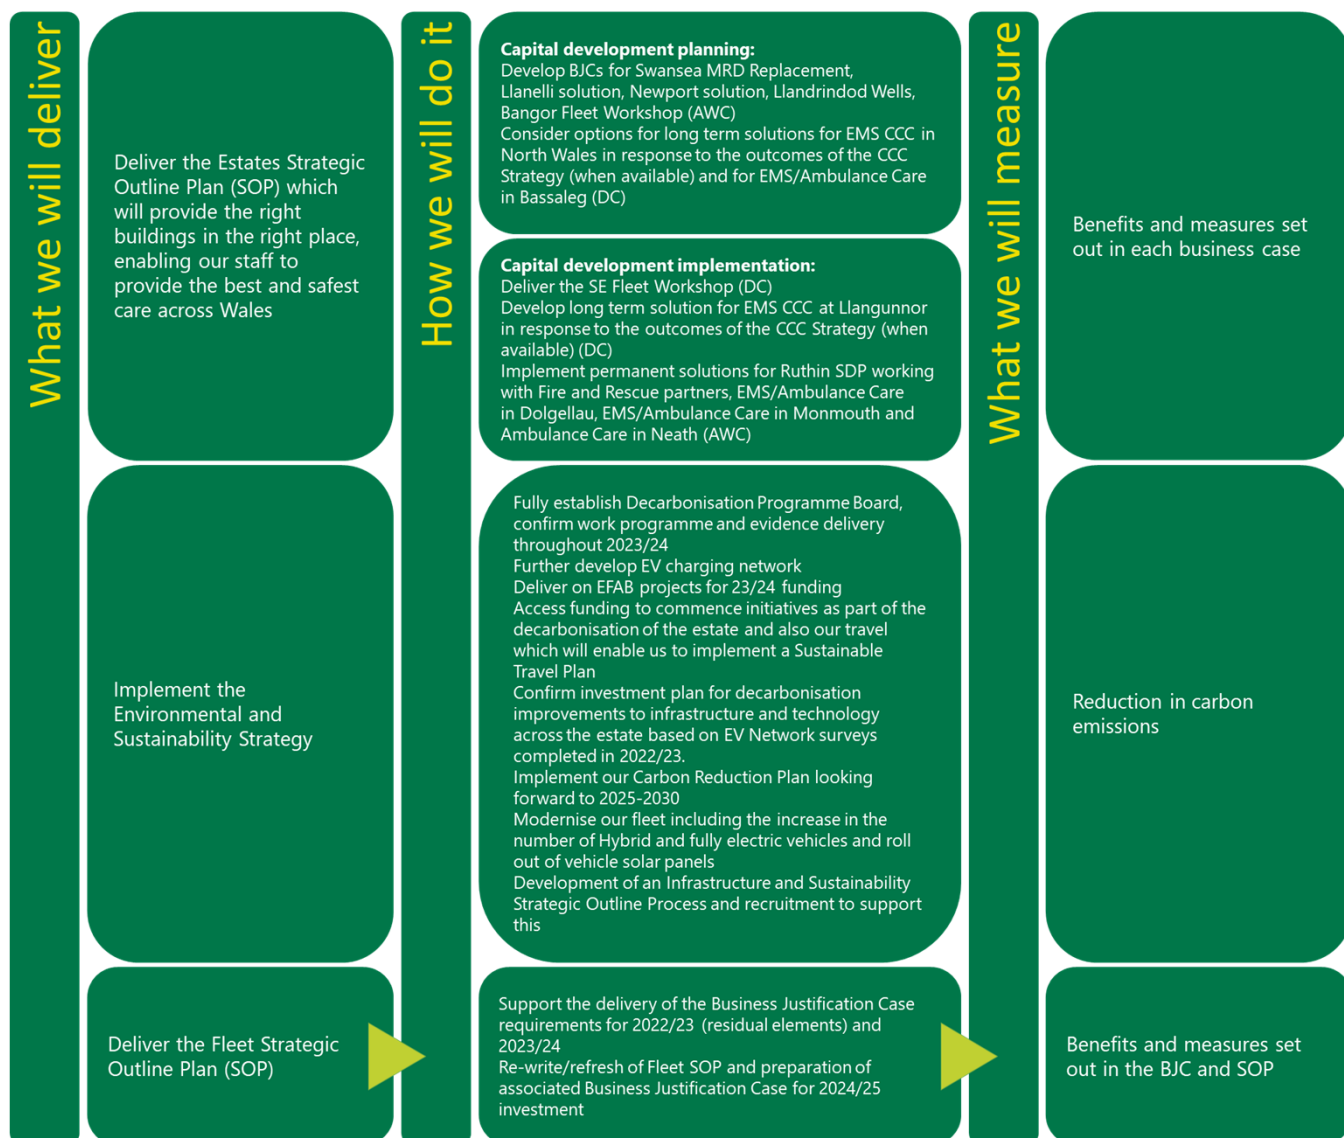 What we will deliver
Deliver the Estates Strategic
Outline Plan (SOP) which
will provide the right
buildings in the right place,
enabling our staff to
provide the best and safest
care across Wales
Implement the
Environmental and
Sustainability Strategy
Deliver the Fleet Strategic
Outline Plan (SOP)
How we will do it
Capital development planning:
Develop BJCs for Swansea MRD Replacement,
Llanelli solution, Newport solution, Llandrindod Wells,
Bangor Fleet Workshop (AWC)
Consider options for long term solutions for EMS CCC in
North Wales in response to the outcomes of the CCC
Strategy (when available) and for EMS/Ambulance Care
in Bassaleg (DC)
Capital development implementation:
Deliver the SE Fleet Workshop (DC)
Develop long term solution for EMS CCC at Llangunnor
in response to the outcomes of the CCC Strategy (when
available) (DC)
Implement permanent solutions for Ruthin SDP working
with Fire and Rescue partners, EMS/Ambulance Care
in Dolgellau, EMS/Ambulance Care in Monmouth and
Ambulance Care in Neath (AWC)
Fully establish Decarbonisation Programme Board,
confirm work programme and evidence delivery
throughout 2023/24
Further develop EV charging network
Deliver on EFAB projects for 23/24 funding
Access funding to commence initiatives as part of the
decarbonisation of the estate and also our travel
which will enable us to implement a Sustainable
Travel Plan
Confirm investment plan for decarbonisation
improvements to infrastructure and technology
across the estate based on EV Network surveys
completed in 2022/23.
Implement our Carbon Reduction Plan looking
forward to 2025-2030
Modernise our fleet including the increase in the
number of Hybrid and fully electric vehicles and roll
out of vehicle solar panels
Development of an Infrastructure and Sustainability
Strategic Outline Process and recruitment to support
this
Support the delivery of the Business Justification Case
requirements for 2022/23 (residual elements) and
2023/24
Re-write/refresh of Fleet SOP and preparation of
associated Business Justification Case for 2024/25
investment
What we will measure
Benefits and measures set
out in each business case
Reduction in carbon
emissions
Benefits and measures set
out in the BJC and SOP